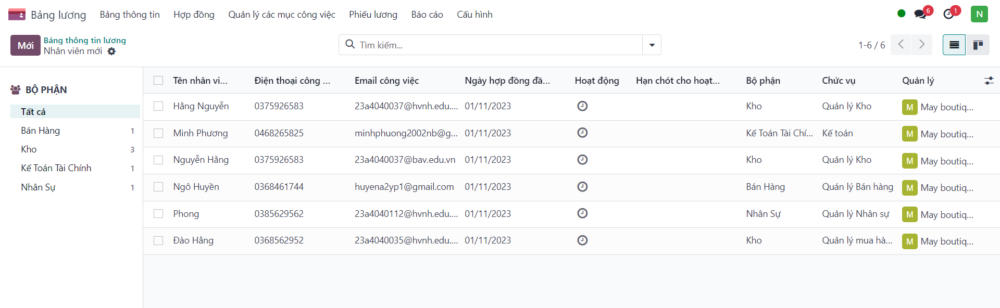 Bảng lương Bảng thông tin Hợp đồng Quản lý các mục công việc Phiếu lương Báo cáo Cấu hình 6 1 N
Mới Bảng thông tin lương
Nhân viên mới
Tìm kiếm...
1-6 / 6
BỘ PHẬN
Tất cả
Bán Hàng 1
Kho 3
Kế Toán Tài Chính 1
Nhân Sự 1
Tên nhân vi... Điện thoại công ... Email công việc Ngày hợp đồng đầ... Hoạt động Hạn chót cho hoạt... Bộ phận Chức vụ Quản lý
Hằng Nguyễn 0375926583 23a4040037@hvnh.edu.... 01/11/2023 Kho Quản lý Kho M May boutiq...
Minh Phương 0468265825 minhphuong2002nb@g... 01/11/2023 Kế Toán Tài Chí... Kế toán M May boutiq...
Nguyễn Hằng 0375926583 23a4040037@bav.edu.vn 01/11/2023 Kho Quản lý Kho M May boutiq...
Ngô Huyền 0368461744 huyena2yp1@gmail.com 01/11/2023 Bán Hàng Quán lý Bán hàng M May boutiq...
Phong 0385629562 23a4040112@hvnh.edu.... 01/11/2023 Nhân Sự Quản lý Nhân sự M May boutiq...
Đào Hằng 0368562952 23a4040035@hvnh.edu.... 01/11/2023 Kho Quản lý mua hà... M May boutiq...